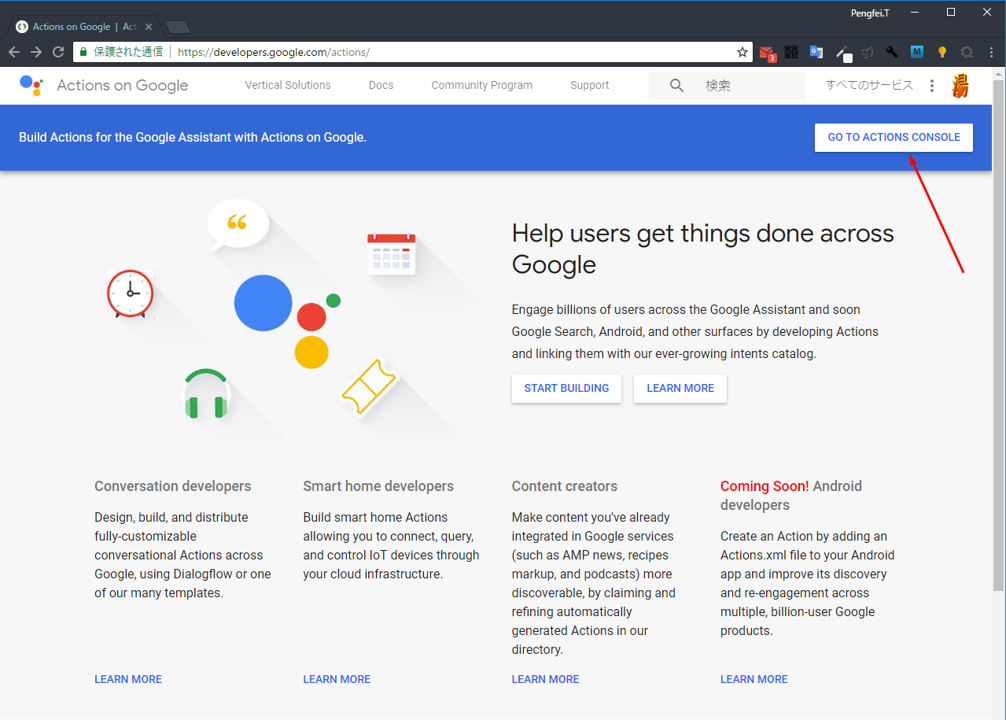 Pengfei.T
Actions on Google | Act
保護された通信 | https://developers.google.com/actions/
3
M
Actions on Google
Vertical Solutions
Docs
Community Program
Support
検索
すべてのサービス
Build Actions for the Google Assistant with Actions on Google.
GO TO ACTIONS CONSOLE
“
Help users get things done across
Google
Engage billions of users across the Google Assistant and soon
Google Search, Android, and other surfaces by developing Actions
and linking them with our ever-growing intents catalog.
START BUILDING
LEARN MORE
Conversation developers
Design, build, and distribute
fully-customizable
conversational Actions across
Google, using Dialogflow or one
of our many templates.
LEARN MORE
Smart home developers
Build smart home Actions
allowing you to connect, query,
and control IoT devices through
your cloud infrastructure.
LEARN MORE
Content creators
Make content you've already
integrated in Google services
(such as AMP news, recipes
markup, and podcasts) more
discoverable, by claiming and
refining automatically
generated Actions in our
directory.
LEARN MORE
Coming Soon! Android
developers
Create an Action by adding an
Actions.xml file to your Android
app and improve its discovery
and re-engagement across
multiple, billion-user Google
products.
LEARN MORE